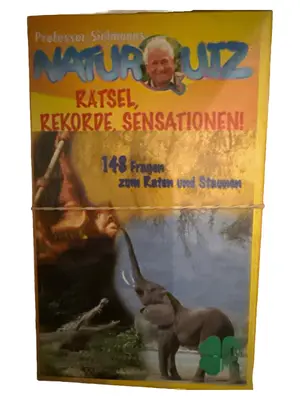 Professor Sielmanns
NATURQUIZ
RÄTSEL,
REKORDE, SENSATIONEN!
148 Fragen
zum Raten und Staunen